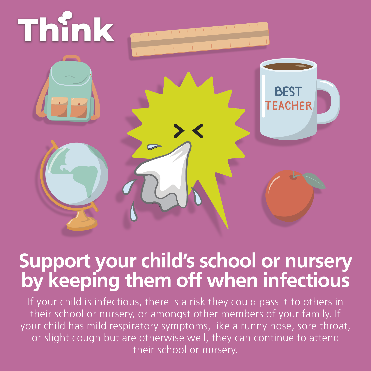 Think
BEST
TEACHER
Support your child's school or nursery
by keeping them off when infectious
If your child is infectious, there is a risk they could pass it to others in
their school or nursery, or amongst other members of your family. If
your child has mild respiratory symptoms, like a runny nose, sore throat,
or slight cough but are otherwise well, they can continue to attend
their school or nursery.